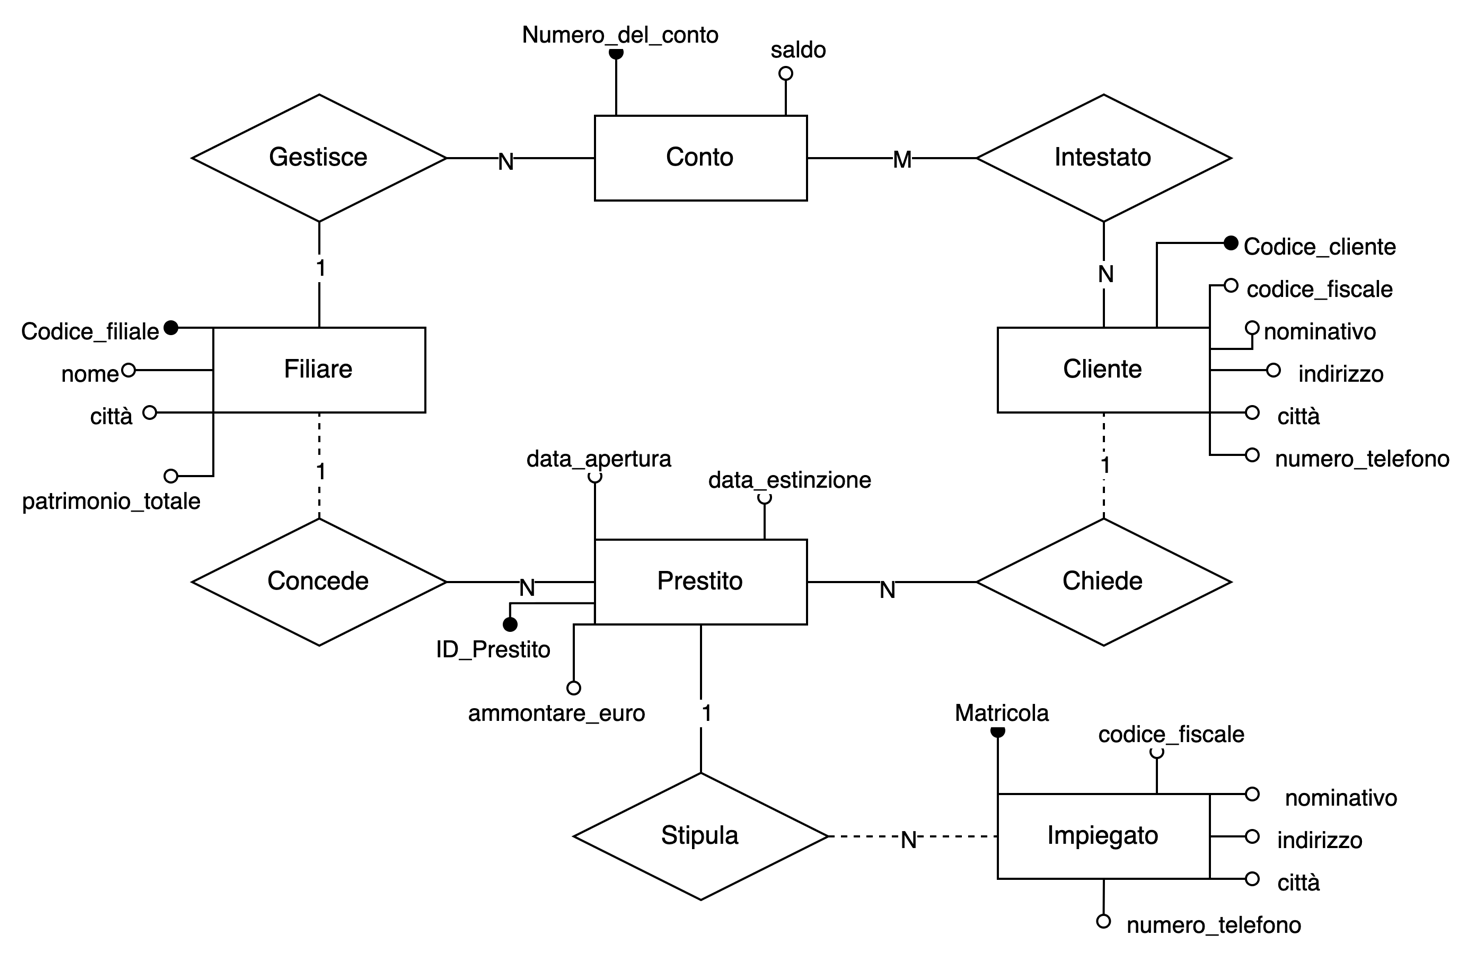 Numero_del_conto
saldo
Gestisce
N
Conto
M
Intestato
1
N
Codice_cliente
codice_fiscale
nominativo
indirizzo
città
numero_telefono
Cliente
Codice_filiale
nome
città
patrimonio_totale
Filiare
1
data_apertura
data_estinzione
1
Concede
N
Prestito
N
Chiede
ID_Prestito
ammontare_euro
1
Matricola
codice_fiscale
nominativo
Stipula
N
Impiegato
indirizzo
città
numero_telefono